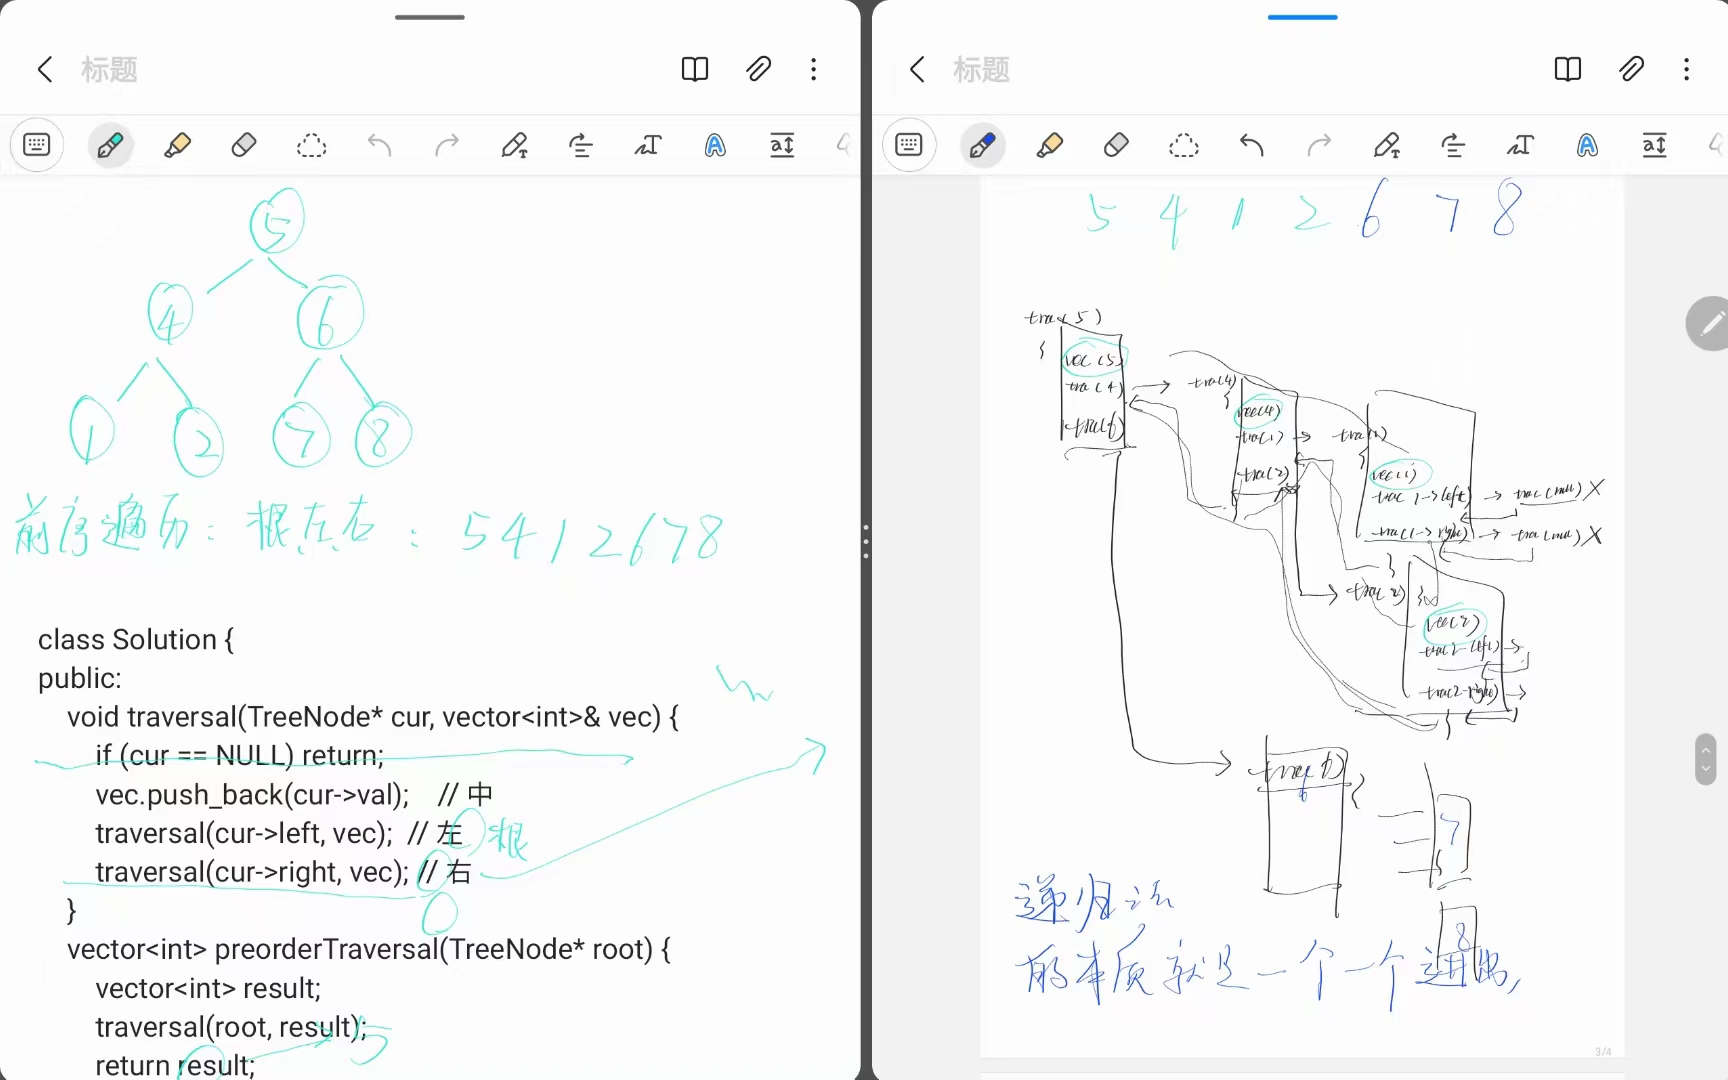 标题
5
4 6
1 2 7 8
前序遍历：根左右：5 4 1 2 6 7 8
class Solution {
public:
void traversal(TreeNode* cur, vector<int>& vec) {
if (cur == NULL) return;
vec.push_back(cur->val); // 中
traversal(cur->left, vec); // 左 根
traversal(cur->right, vec); // 右
}
vector<int> preorderTraversal(TreeNode* root) {
vector<int> result;
traversal(root, result); 5
return result;
标题
5 4 1 2 6 7 8
tra(5)
{
vec(5)
tra(4) → tra(4)
{
vec(4)
tra(1) → tra(1)
tra(2)
{
vec(1)
tra(1->left) → tra(null) X
tra(1->right) → tra(null) X
}
tra(2) {
vec(2)
tra(2-left) →
tra(2-right) →
}
6
{
7
8
递归法
的本质就是一个一个进出,
3/4